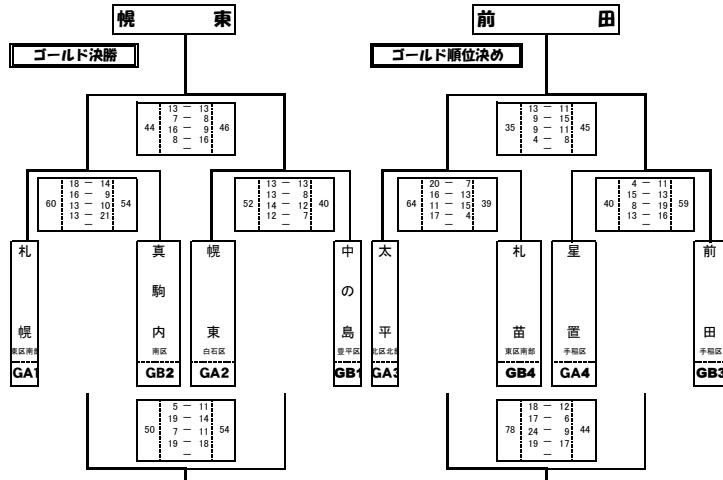 幌 東
前 田
ゴールド決勝
ゴールド順位決め
44 13 － 13 46
7 － 8
16 － 9
8 － 16
35 13 － 11 45
9 － 15
9 － 11
4 － 8
60 18 － 14 54
16 － 9
13 － 10
13 － 21
－
52 13 － 13 40
13 － 8
14 － 12
12 － 7
－
64 20 － 7 39
16 － 13
11 － 15
17 － 4
－
40 4 － 11 59
15 － 13
8 － 19
13 － 16
－
札幌
東区南部
GA1
真駒内
南区
GB2
幌東
白石区
GA2
中の島
豊平区
GB1
太平
北区北部
GA3
札苗
東区南部
GB4
星置
手稲区
GA4
前田
手稲区
GB3
50 5 － 11 54
19 － 14
7 － 11
19 － 18
－
78 18 － 12 44
17 － 6
24 － 9
19 － 17
－